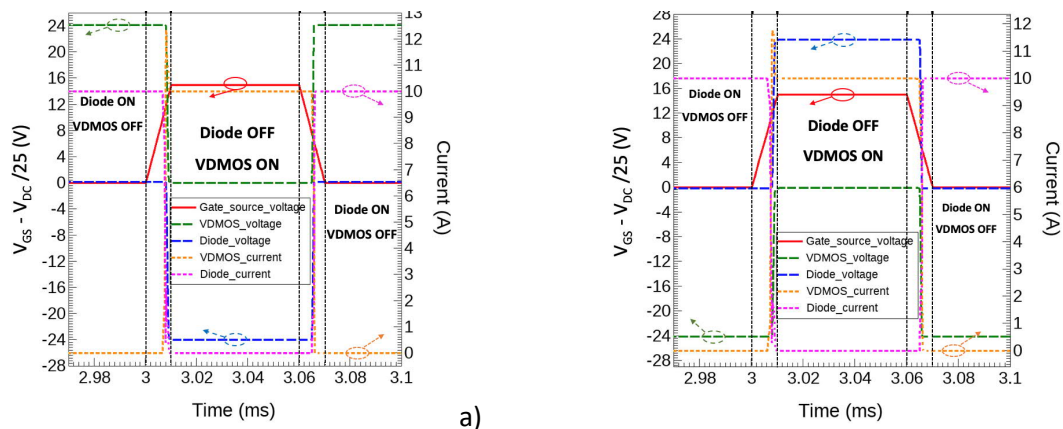 24
20
16
12
8
4
0
-4
-8
-12
-16
-20
-24
-28
V_GS - V_DC /25 (V)
13
12
11
10
9
8
7
6
5
4
3
2
1
0
Current (A)
Diode ON
VDMOS OFF
Diode OFF
VDMOS ON
Diode ON
VDMOS OFF
Gate_source_voltage
VDMOS_voltage
Diode_voltage
VDMOS_current
Diode_current
2.98 3 3.02 3.04 3.06 3.08 3.1
Time (ms)
a)
28
24
20
16
12
8
4
0
-4
-8
-12
-16
-20
-24
-28
V_GS - V_DC /25 (V)
12
11
10
9
8
7
6
5
4
3
2
1
0
Current (A)
Diode ON
VDMOS OFF
Diode OFF
VDMOS ON
Diode ON
VDMOS OFF
Gate_source_voltage
VDMOS_voltage
Diode_voltage
VDMOS_current
Diode_current
2.98 3 3.02 3.04 3.06 3.08 3.1
Time (ms)